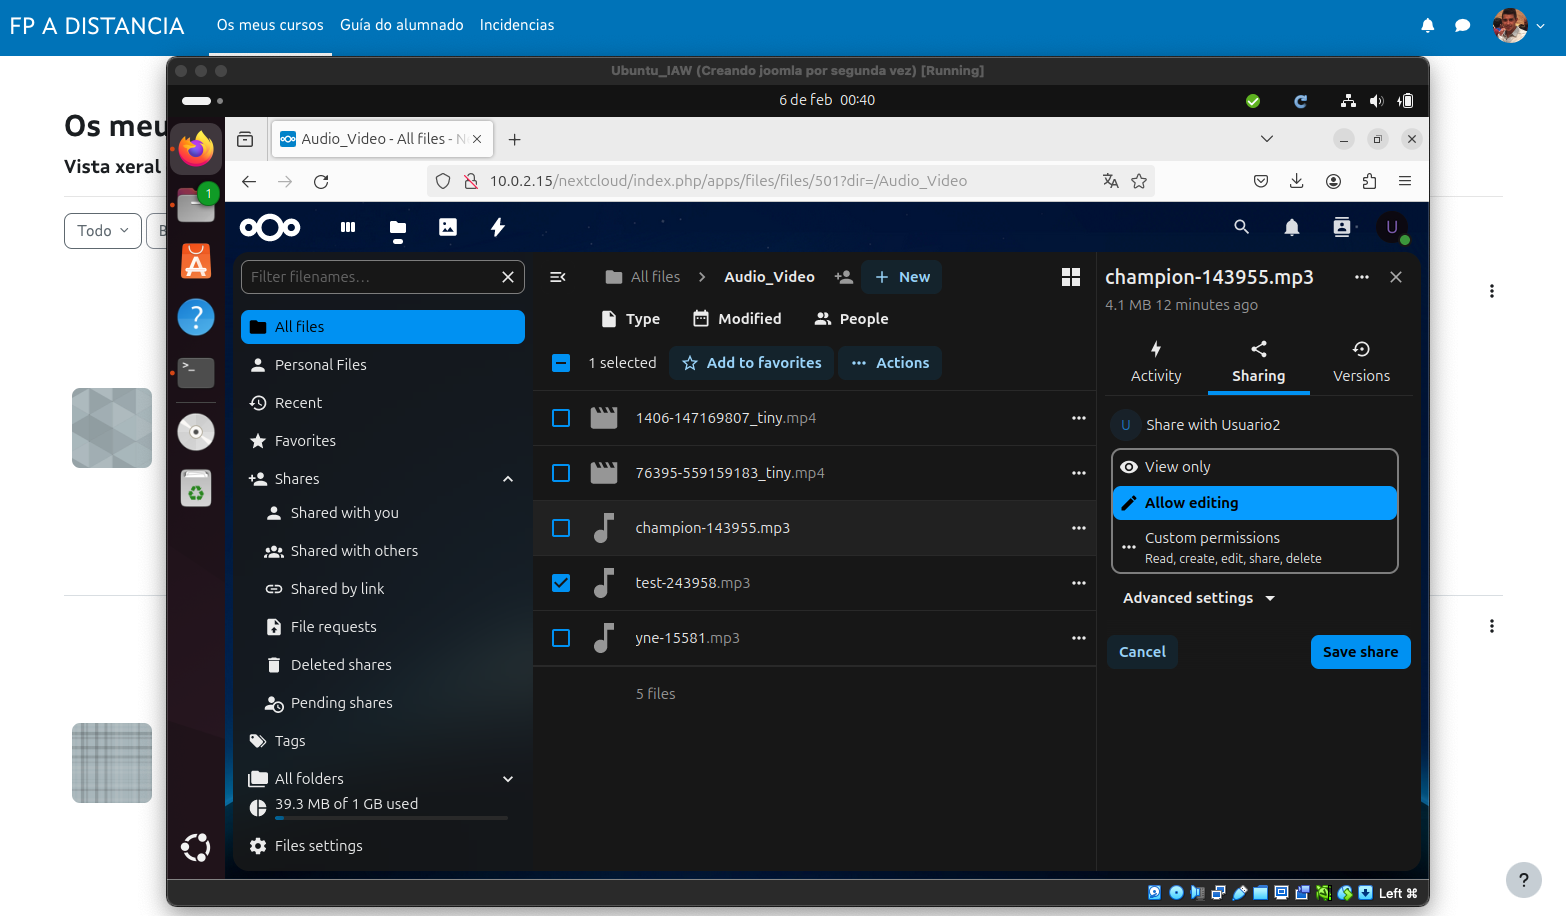 FP A DISTANCIA
Os meus cursos
Guía do alumnado
Incidencias
Ubuntu_IAW (Creando joomla por segunda vez) [Running]
6 de feb 00:40
Os meu
Vista xeral
Todo
1
Audio_Video - All files - N
10.0.2.15/nextcloud/index.php/apps/files/files/501?dir=/Audio_Video
U
Filter filenames...
All files
Personal Files
Recent
Favorites
Shares
Shared with you
Shared with others
Shared by link
File requests
Deleted shares
Pending shares
Tags
All folders
39.3 MB of 1 GB used
Files settings
All files
Audio_Video
New
Type
Modified
People
1 selected
Add to favorites
Actions
1406-147169807_tiny.mp4
76395-559159183_tiny.mp4
champion-143955.mp3
test-243958.mp3
yne-15581.mp3
5 files
champion-143955.mp3
4.1 MB 12 minutes ago
Activity
Sharing
Versions
U
Share with Usuario2
View only
Allow editing
Custom permissions
Read, create, edit, share, delete
Advanced settings
Cancel
Save share
Left ⌘
?